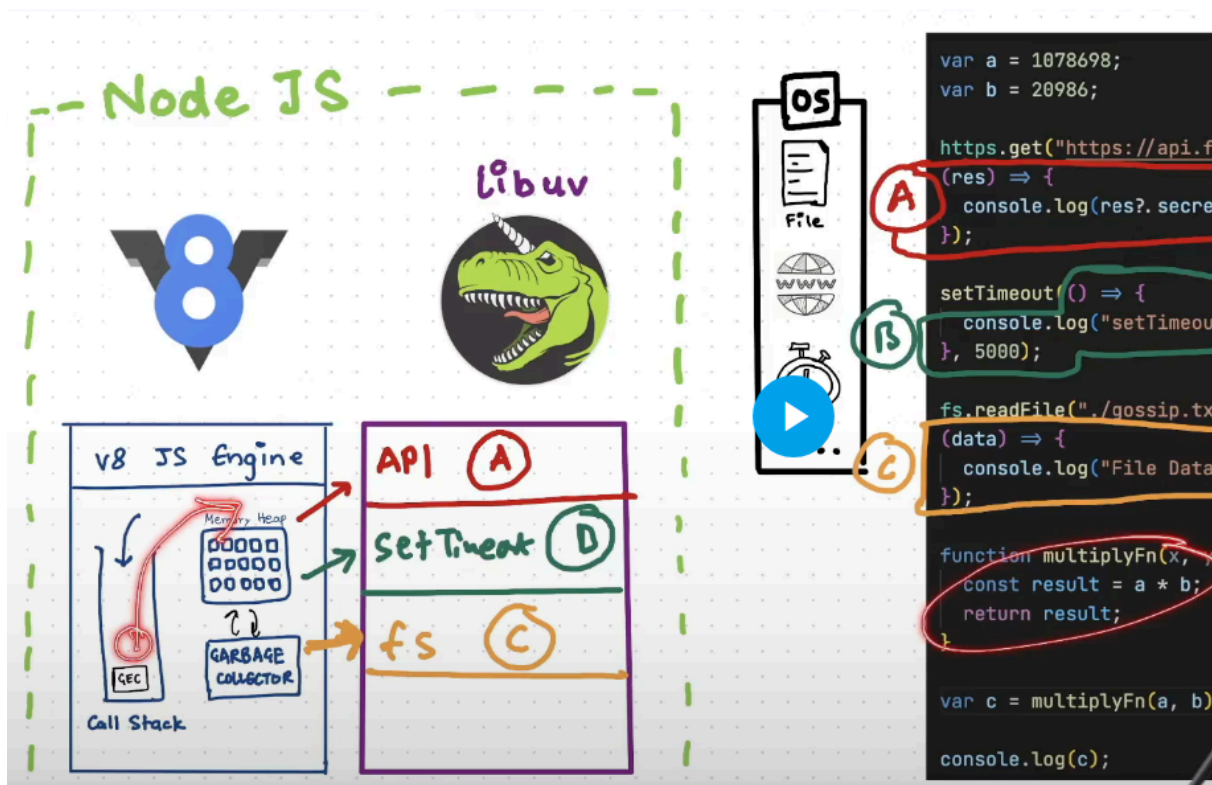 Node JS
Libuv
8
V8 JS Engine
Memory Heap
GARBAGE
COLLECTOR
GEC
Call Stack
API A
setTimeout B
fs C
OS
File
WWW
A
B
C
var a = 1078698;
var b = 20986;
https.get("https://api.f
(res) ⇒ {
console.log(res?.secre
});
setTimeout(() ⇒ {
console.log("setTimeou
}, 5000);
fs.readFile("./gossip.tx
(data) ⇒ {
console.log("File Data
});
function multiplyFn(x, y
const result = a * b;
return result;
}
var c = multiplyFn(a, b)
console.log(c);